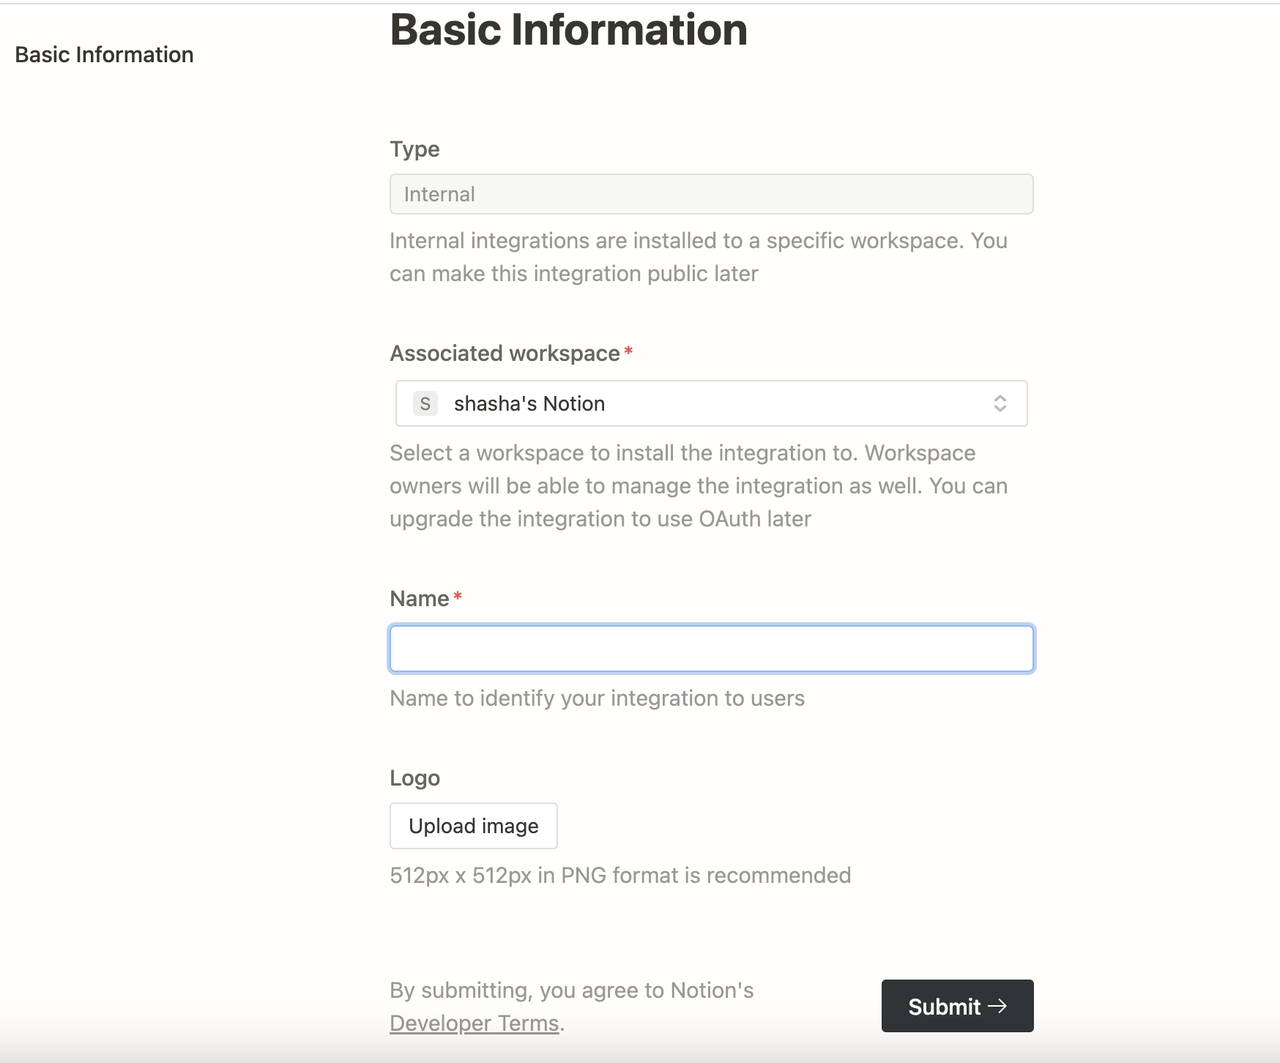 Basic Information
Basic Information
Type
Internal
Internal integrations are installed to a specific workspace. You
can make this integration public later
Associated workspace*
S shasha's Notion
Select a workspace to install the integration to. Workspace
owners will be able to manage the integration as well. You can
upgrade the integration to use OAuth later
Name*
Name to identify your integration to users
Logo
Upload image
512px x 512px in PNG format is recommended
By submitting, you agree to Notion's
Developer Terms.
Submit →